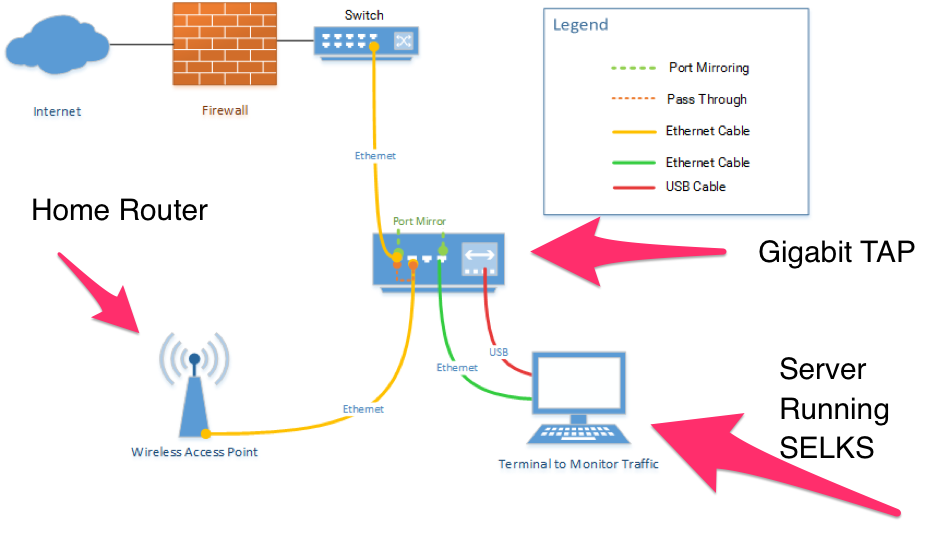 Switch
Legend
Port Mirroring
Pass Through
Ethernet Cable
Ethernet Cable
USB Cable
Internet
Firewall
Ethernet
Home Router
Port Mirror
Gigabit TAP
USB
Ethernet
Ethernet
Server
Running
SELKS
Wireless Access Point
Terminal to Monitor Traffic